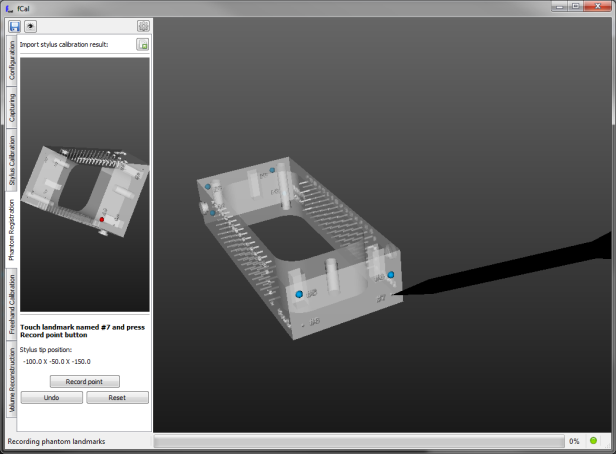 fCal
Import stylus calibration result:
Configuration
Capturing
Stylus Calibration
Phantom Registration
Freehand Calibration
Volume Reconstruction
Touch landmark named #7 and press
Record point button
Stylus tip position:
-100.0 X -50.0 X -150.0
Record point
Undo
Reset
#7
Recording phantom landmarks
0%